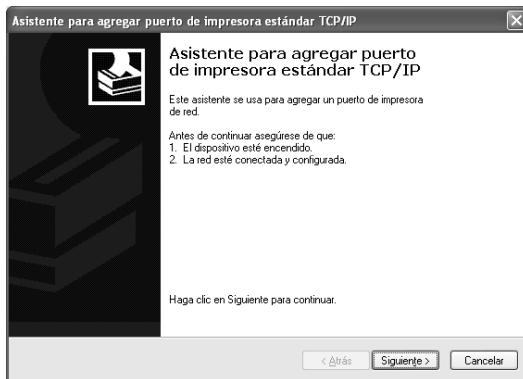 Asistente para agregar puerto de impresora estándar TCP/IP
Asistente para agregar puerto
de impresora estándar TCP/IP
Este asistente se usa para agregar un puerto de impresora
de red.
Antes de continuar asegúrese de que:
1. El dispositivo esté encendido.
2. La red esté conectada y configurada.
Haga clic en Siguiente para continuar.
< Atrás
Siguiente >
Cancelar